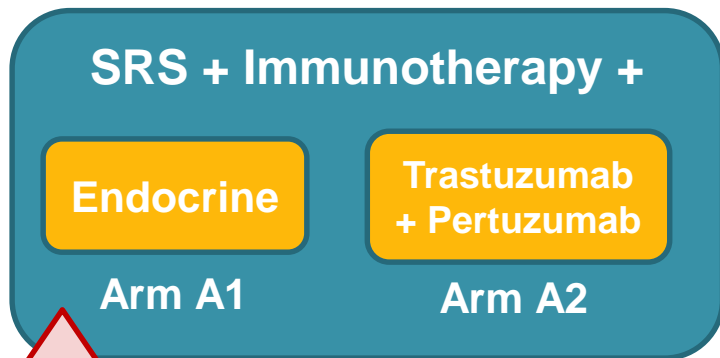 SRS + Immunotherapy +
Endocrine
Trastuzumab
+ Pertuzumab
Arm A1
Arm A2